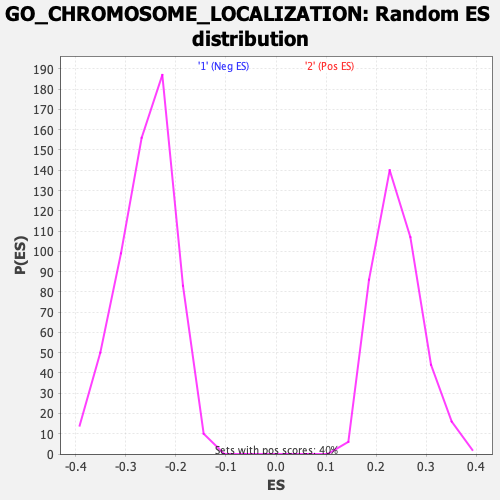 GO_CHROMOSOME_LOCALIZATION: Random ES
distribution
'1' (Neg ES) '2' (Pos ES)
P(ES)
190
180
170
160
150
140
130
120
110
100
90
80
70
60
50
40
30
20
10
0
Sets with pos scores: 40%
-0.4 -0.3 -0.2 -0.1 0.0 0.1 0.2 0.3 0.4
ES